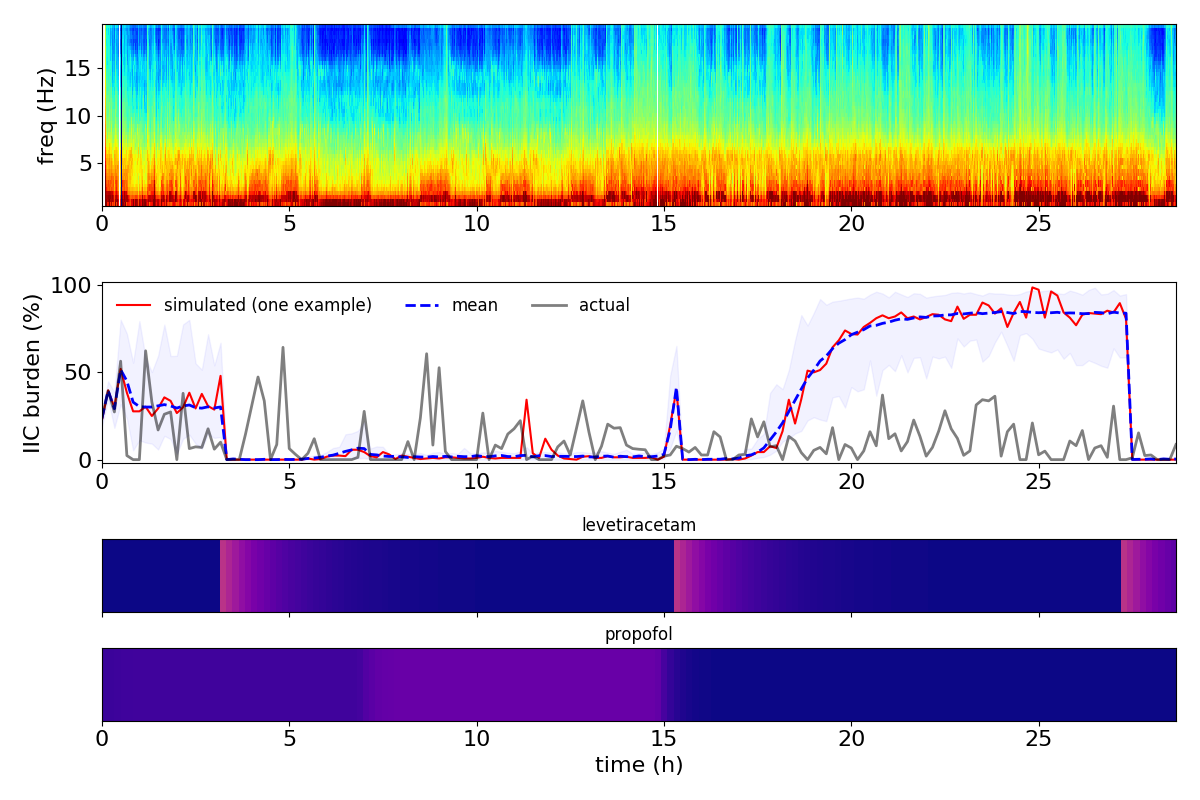 freq (Hz)
15
10
5
0 5 10 15 20 25
IIC burden (%)
100
50
0
simulated (one example) mean actual
0 5 10 15 20 25
levetiracetam
propofol
0 5 10 15 20 25
time (h)